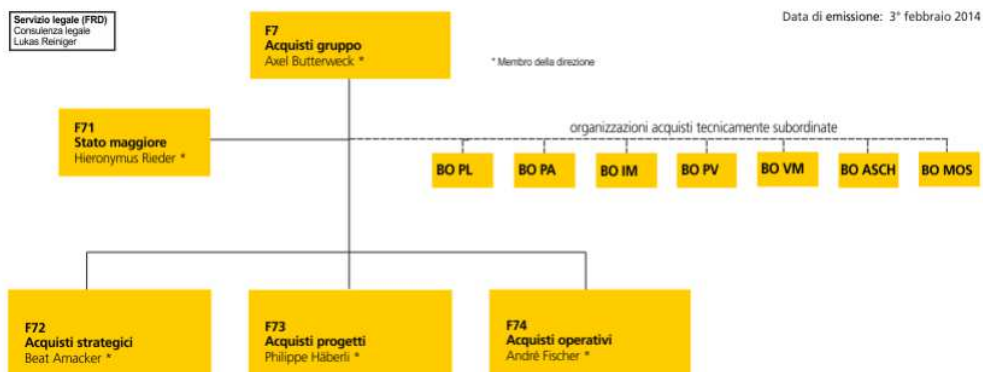 Servizio legale (FRD)
Consulenza legale
Lukas Reiniger
Data di emissione: 3° febbraio 2014
F7
Acquisti gruppo
Axel Butterweck *
* Membro della direzione
F71
Stato maggiore
Hieronymus Rieder *
organizzazioni acquisti tecnicamente subordinate
BO PL
BO PA
BO IM
BO PV
BO VM
BO ASCH
BO MOS
F72
Acquisti strategici
Beat Amacker *
F73
Acquisti progetti
Philippe Häberli *
F74
Acquisti operativi
André Fischer *